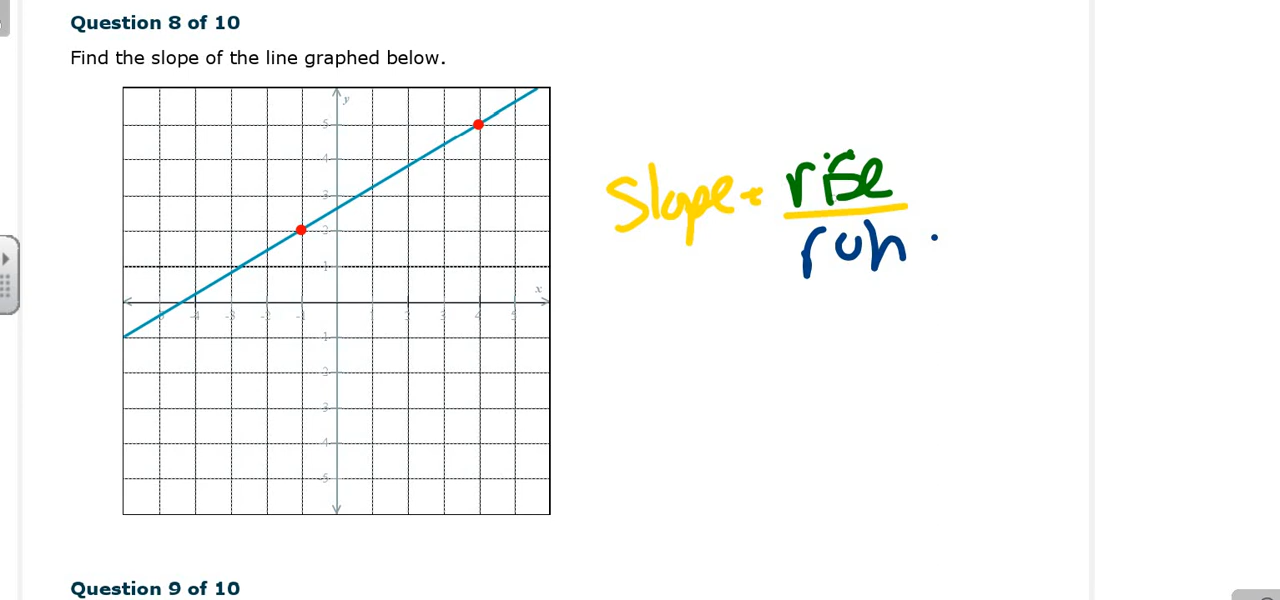 Question 8 of 10
Find the slope of the line graphed below.
y
5
4
3
2
1
x
-4
-3
-2
-1
1
2
3
4
5
-1
-2
-3
-4
-5
slope = rise
run
Question 9 of 10